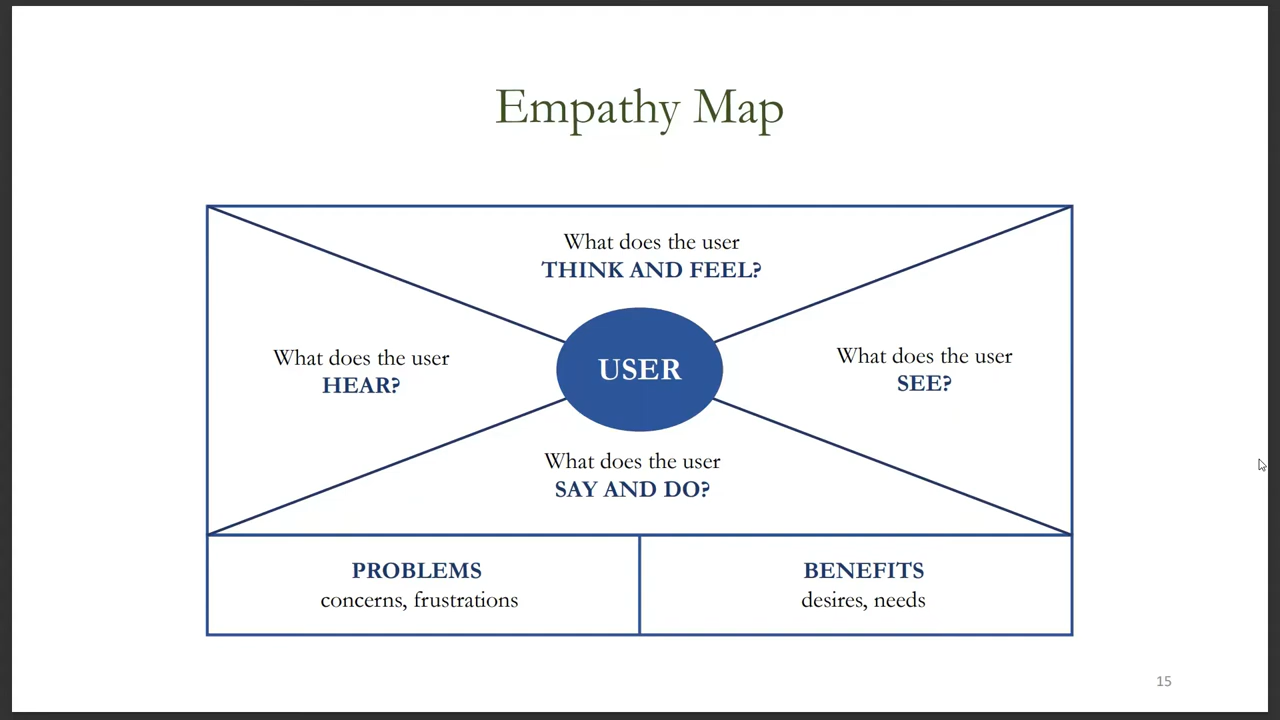 Empathy Map
What does the user
THINK AND FEEL?
What does the user
HEAR?
USER
What does the user
SEE?
What does the user
SAY AND DO?
PROBLEMS
concerns, frustrations
BENEFITS
desires, needs
15